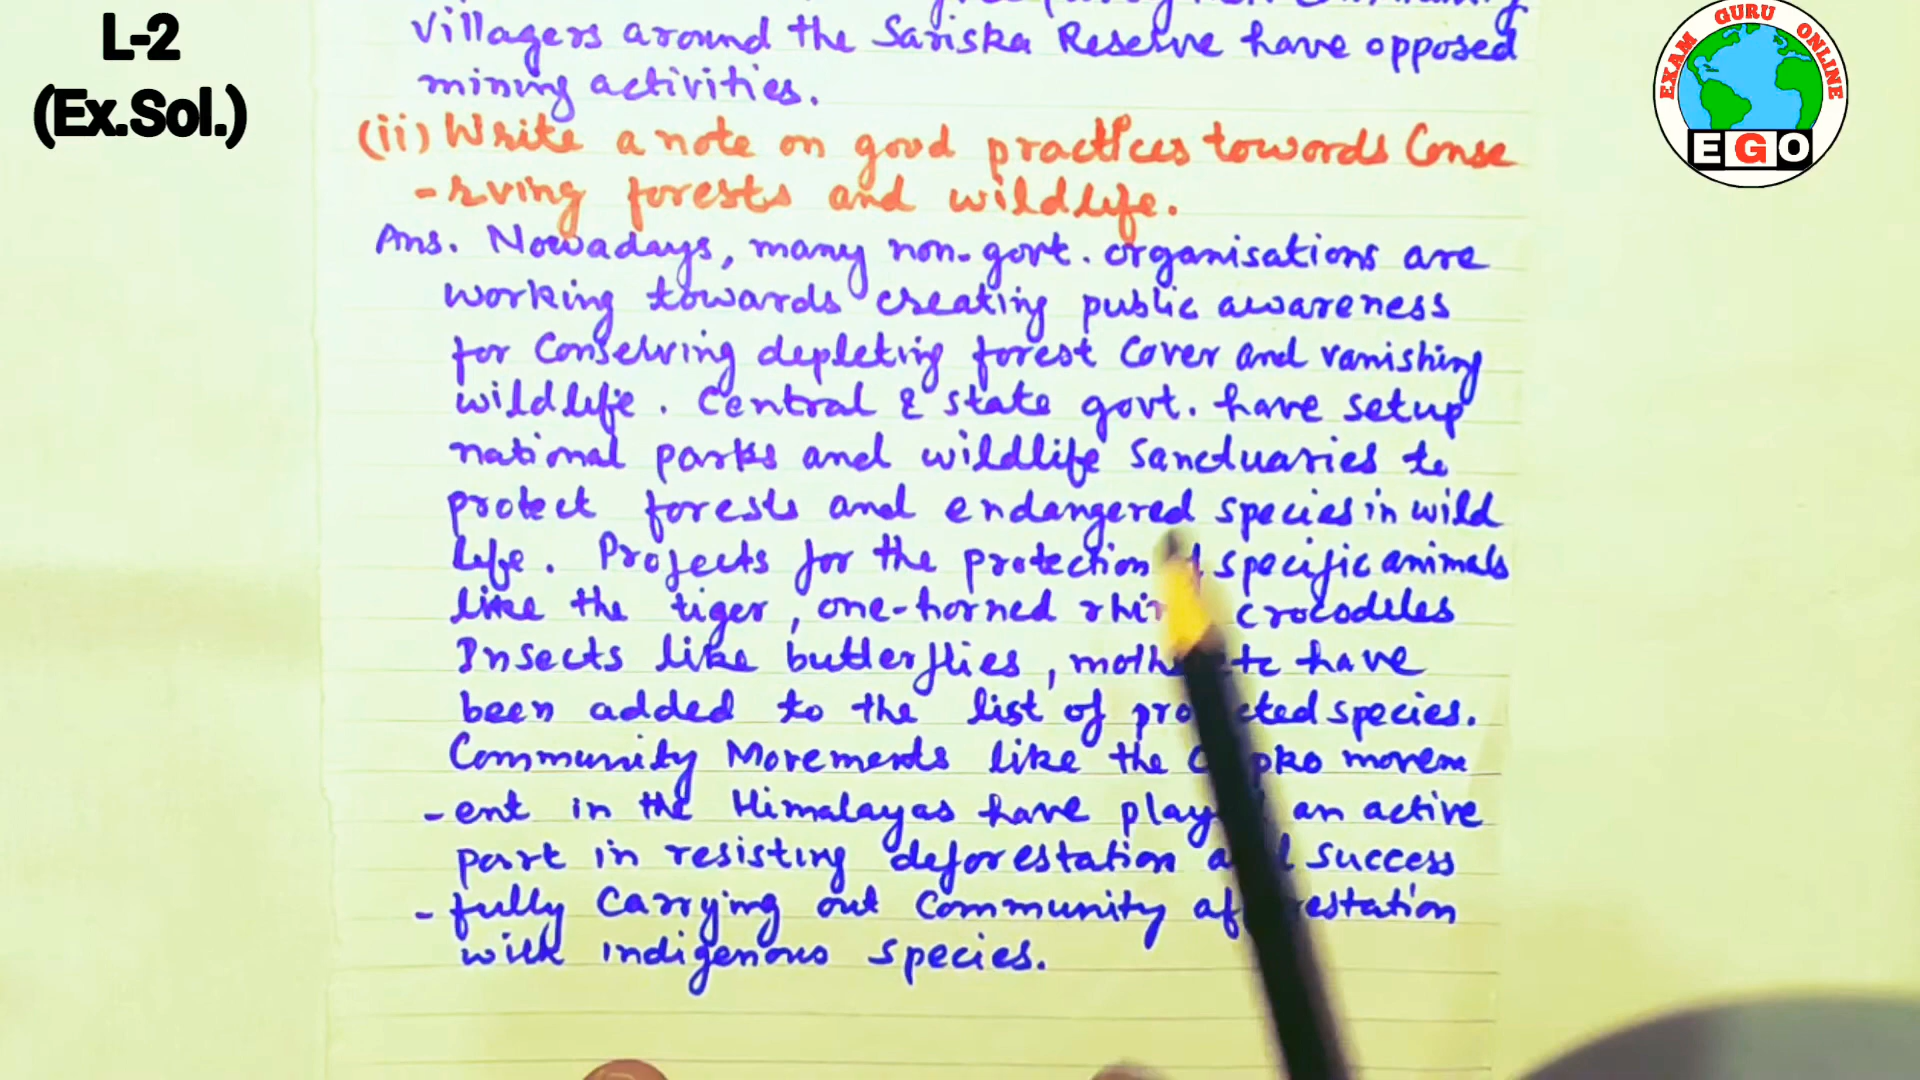 L-2
(Ex.Sol.)
EXAM GURU ONLINE
EGO
villagers around the Sariska Reserve have opposed
mining activities.
(ii) Write a note on good practices towards Conse
-rving forests and wildlife.
Ans. Nowadays, many non-govt. organisations are
working towards creating public awareness
for Conserving depleting forest Cover and vanishing
wildlife. Central & state govt. have setup
national parks and wildlife Sanctuaries to
protect forests and endangered species in wild
life. Projects for the protection specific animals
like the tiger, one-horned crocodiles
Insects like butterflies, have
been added to the list of species.
Community Movements like the movem
-ent in the Himalayas have an active
part in resisting deforestation success
-fully Carrying out Community
with indigenous species.